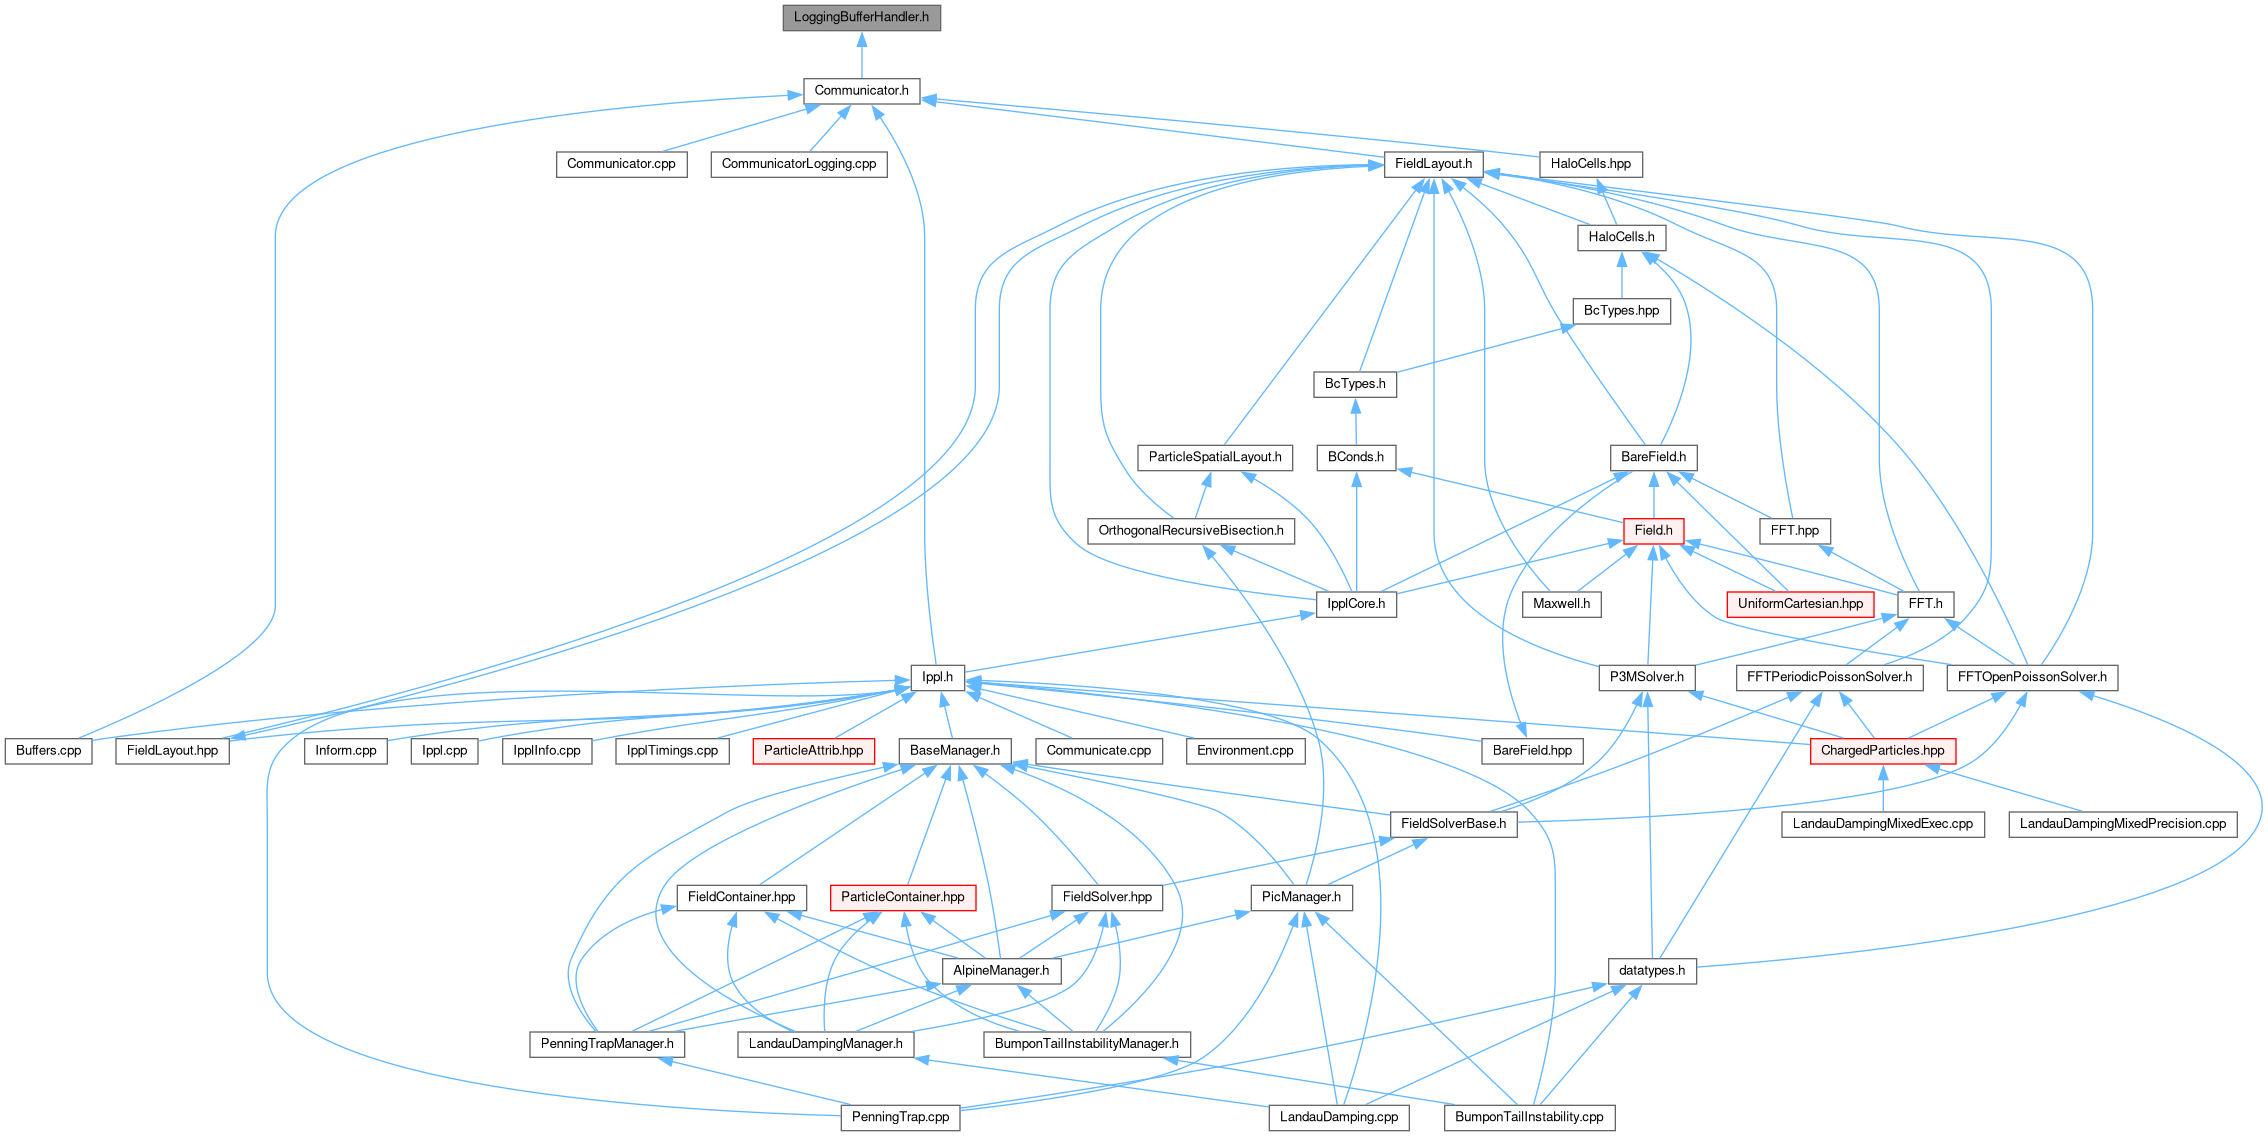 LoggingBufferHandler.h
Communicator.h
Communicator.cpp
CommunicatorLogging.cpp
FieldLayout.h
HaloCells.hpp
HaloCells.h
BcTypes.hpp
BcTypes.h
ParticleSpatialLayout.h
BConds.h
BareField.h
OrthogonalRecursiveBisection.h
Field.h
FFT.hpp
IpplCore.h
Maxwell.h
UniformCartesian.hpp
FFT.h
Ippl.h
P3MSolver.h
FFTPeriodicPoissonSolver.h
FFTOpenPoissonSolver.h
Buffers.cpp
FieldLayout.hpp
Inform.cpp
Ippl.cpp
IpplInfo.cpp
IpplTimings.cpp
ParticleAttrib.hpp
BaseManager.h
Communicate.cpp
Environment.cpp
BareField.hpp
ChargedParticles.hpp
FieldSolverBase.h
LandauDampingMixedExec.cpp
LandauDampingMixedPrecision.cpp
FieldContainer.hpp
ParticleContainer.hpp
FieldSolver.hpp
PicManager.h
AlpineManager.h
datatypes.h
PenningTrapManager.h
LandauDampingManager.h
BumponTailInstabilityManager.h
PenningTrap.cpp
LandauDamping.cpp
BumponTailInstability.cpp